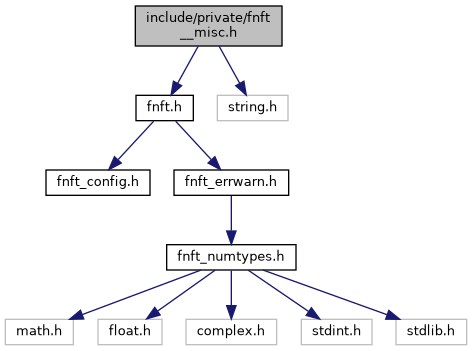 include/private/fnft
__misc.h
fnft.h
string.h
fnft_config.h
fnft_errwarn.h
fnft_numtypes.h
math.h
float.h
complex.h
stdint.h
stdlib.h